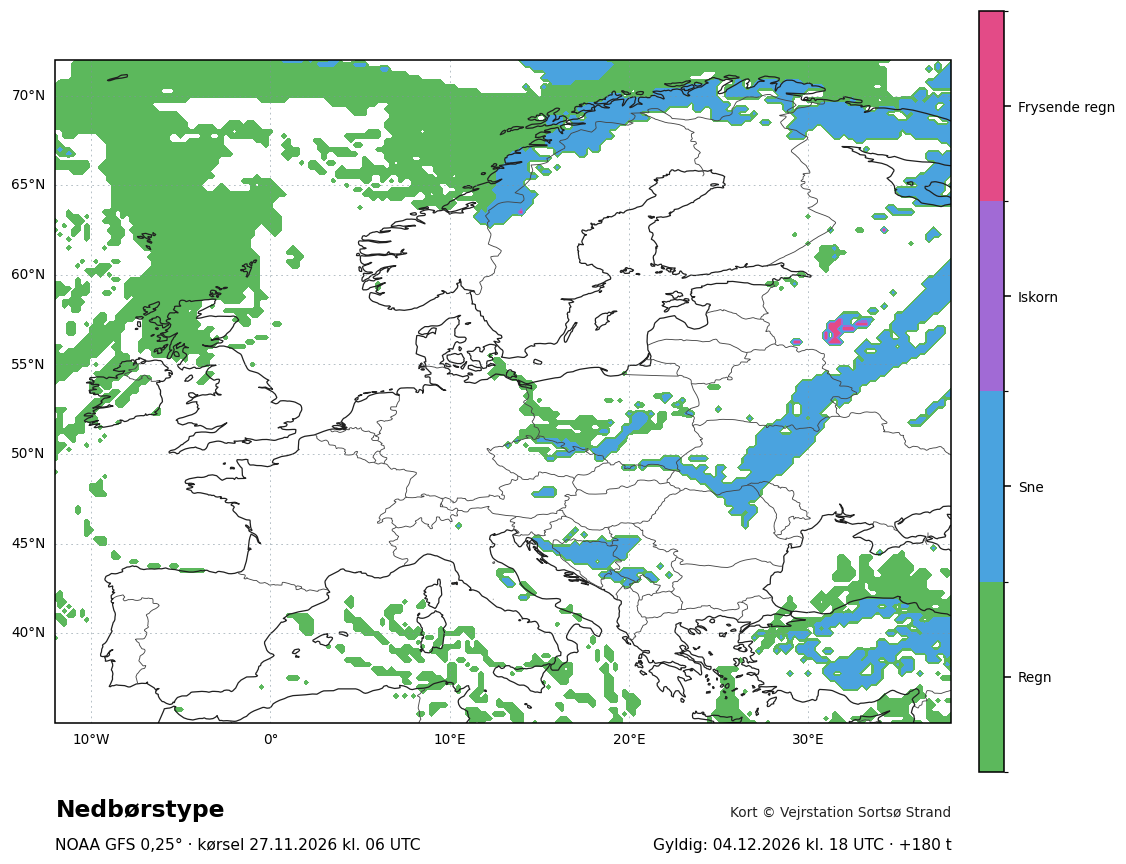 70°N
65°N
60°N
55°N
50°N
45°N
40°N
10°W
0°
10°E
20°E
30°E
Frysende regn
Iskorn
Sne
Regn
Nedbørstype
Kort © Vejrstation Sortsø Strand
NOAA GFS 0,25° · kørsel 27.11.2026 kl. 06 UTC
Gyldig: 04.12.2026 kl. 18 UTC · +180 t